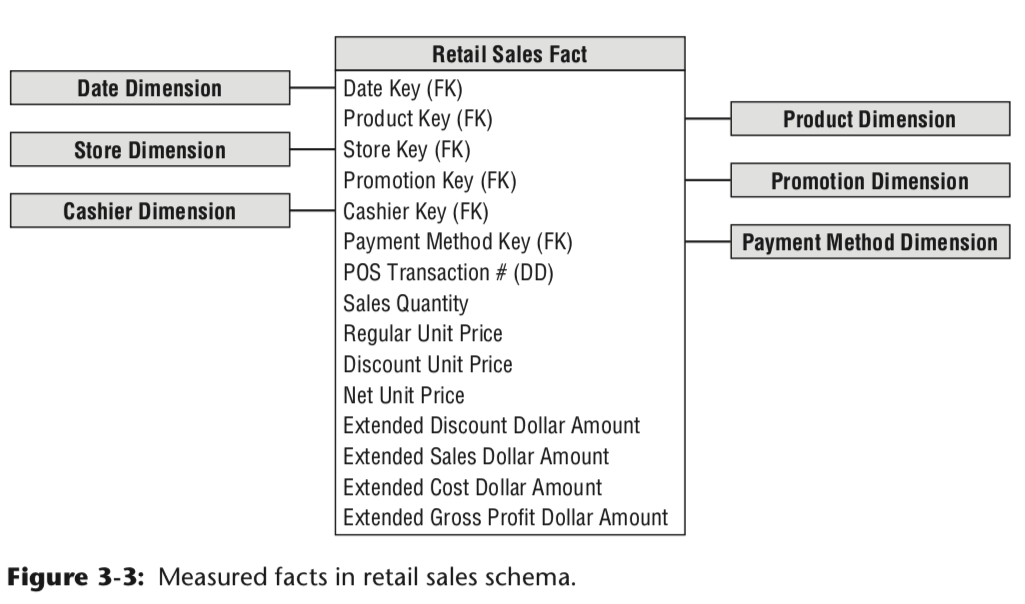 Retail Sales Fact
Date Dimension
Store Dimension
Cashier Dimension
Date Key (FK)
Product Key (FK)
Store Key (FK)
Promotion Key (FK)
Cashier Key (FK)
Payment Method Key (FK)
POS Transaction # (DD)
Sales Quantity
Regular Unit Price
Discount Unit Price
Net Unit Price
Extended Discount Dollar Amount
Extended Sales Dollar Amount
Extended Cost Dollar Amount
Extended Gross Profit Dollar Amount
Product Dimension
Promotion Dimension
Payment Method Dimension
Figure 3-3: Measured facts in retail sales schema.